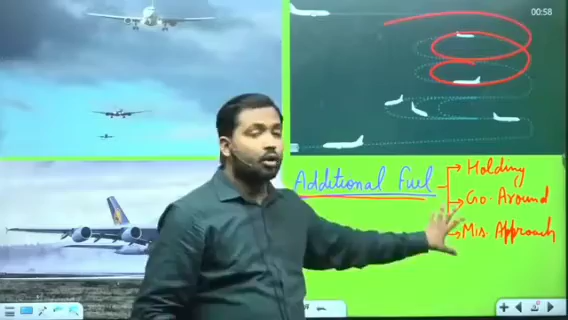 00:58
Holding
Additional Fuel
Go. Around
Mis. Approach